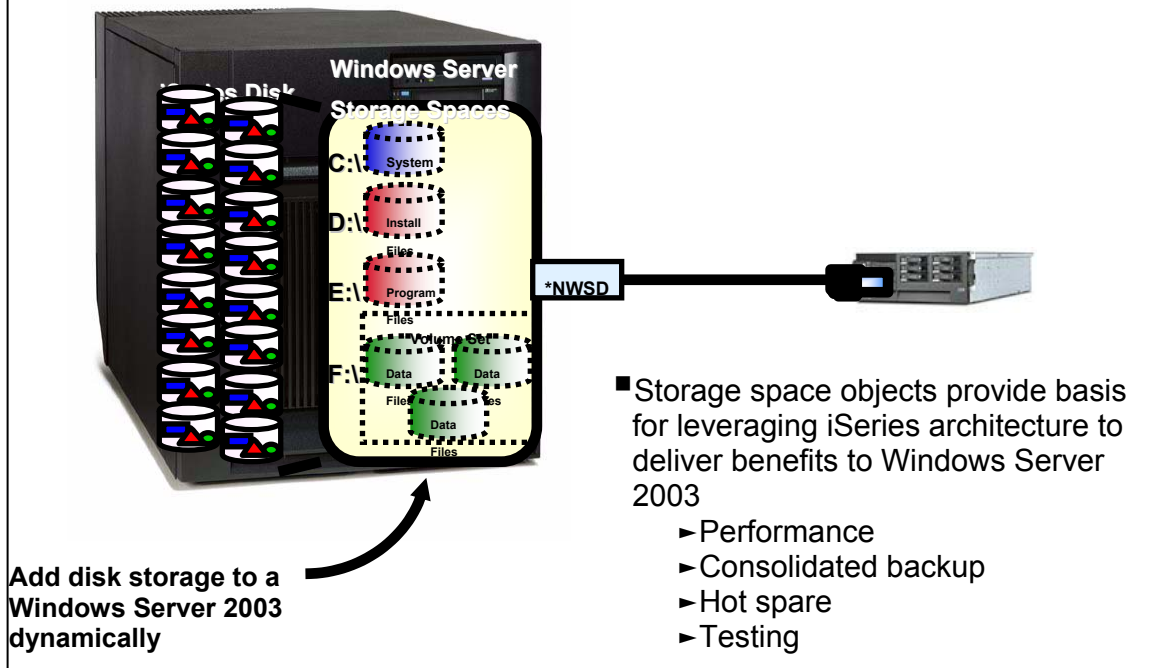 Windows Server
Disk
Storage Spaces
C:\
System
D:\
Install
Files
E:\
Program
Files
Volume Set
F:\
Data
Data
Files
Data
Files
*NWSD
■Storage space objects provide basis
for leveraging iSeries architecture to
deliver benefits to Windows Server
2003
►Performance
►Consolidated backup
►Hot spare
►Testing
Add disk storage to a
Windows Server 2003
dynamically